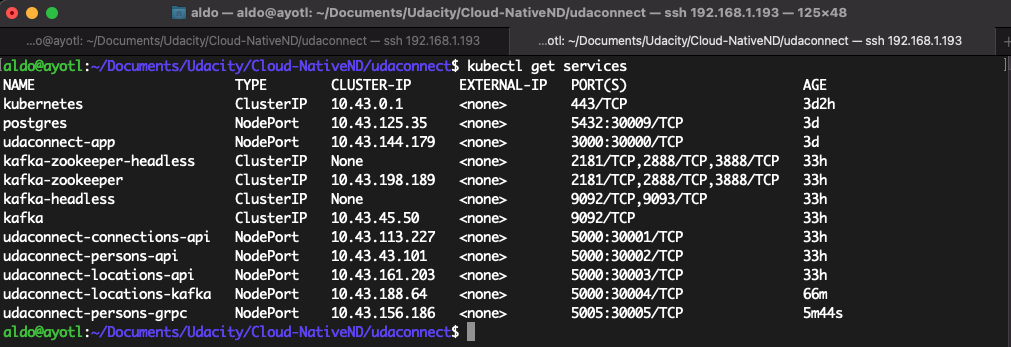 aldo — aldo@ayotl: ~/Documents/Udacity/Cloud-NativeND/udaconnect — ssh 192.168.1.193 — 125×48
...o@ayotl: ~/Documents/Udacity/Cloud-NativeND/udaconnect — ssh 192.168.1.193
...otl: ~/Documents/Udacity/Cloud-NativeND/udaconnect — ssh 192.168.1.193 +
[aldo@ayotl:~/Documents/Udacity/Cloud-NativeND/udaconnect$ kubectl get services ]
NAME TYPE CLUSTER-IP EXTERNAL-IP PORT(S) AGE
kubernetes ClusterIP 10.43.0.1 <none> 443/TCP 3d2h
postgres NodePort 10.43.125.35 <none> 5432:30009/TCP 3d
udaconnect-app NodePort 10.43.144.179 <none> 3000:30000/TCP 3d
kafka-zookeeper-headless ClusterIP None <none> 2181/TCP,2888/TCP,3888/TCP 33h
kafka-zookeeper ClusterIP 10.43.198.189 <none> 2181/TCP,2888/TCP,3888/TCP 33h
kafka-headless ClusterIP None <none> 9092/TCP,9093/TCP 33h
kafka ClusterIP 10.43.45.50 <none> 9092/TCP 33h
udaconnect-connections-api NodePort 10.43.113.227 <none> 5000:30001/TCP 33h
udaconnect-persons-api NodePort 10.43.43.101 <none> 5000:30002/TCP 33h
udaconnect-locations-api NodePort 10.43.161.203 <none> 5000:30003/TCP 33h
udaconnect-locations-kafka NodePort 10.43.188.64 <none> 5000:30004/TCP 66m
udaconnect-persons-grpc NodePort 10.43.156.186 <none> 5005:30005/TCP 5m44s
aldo@ayotl:~/Documents/Udacity/Cloud-NativeND/udaconnect$